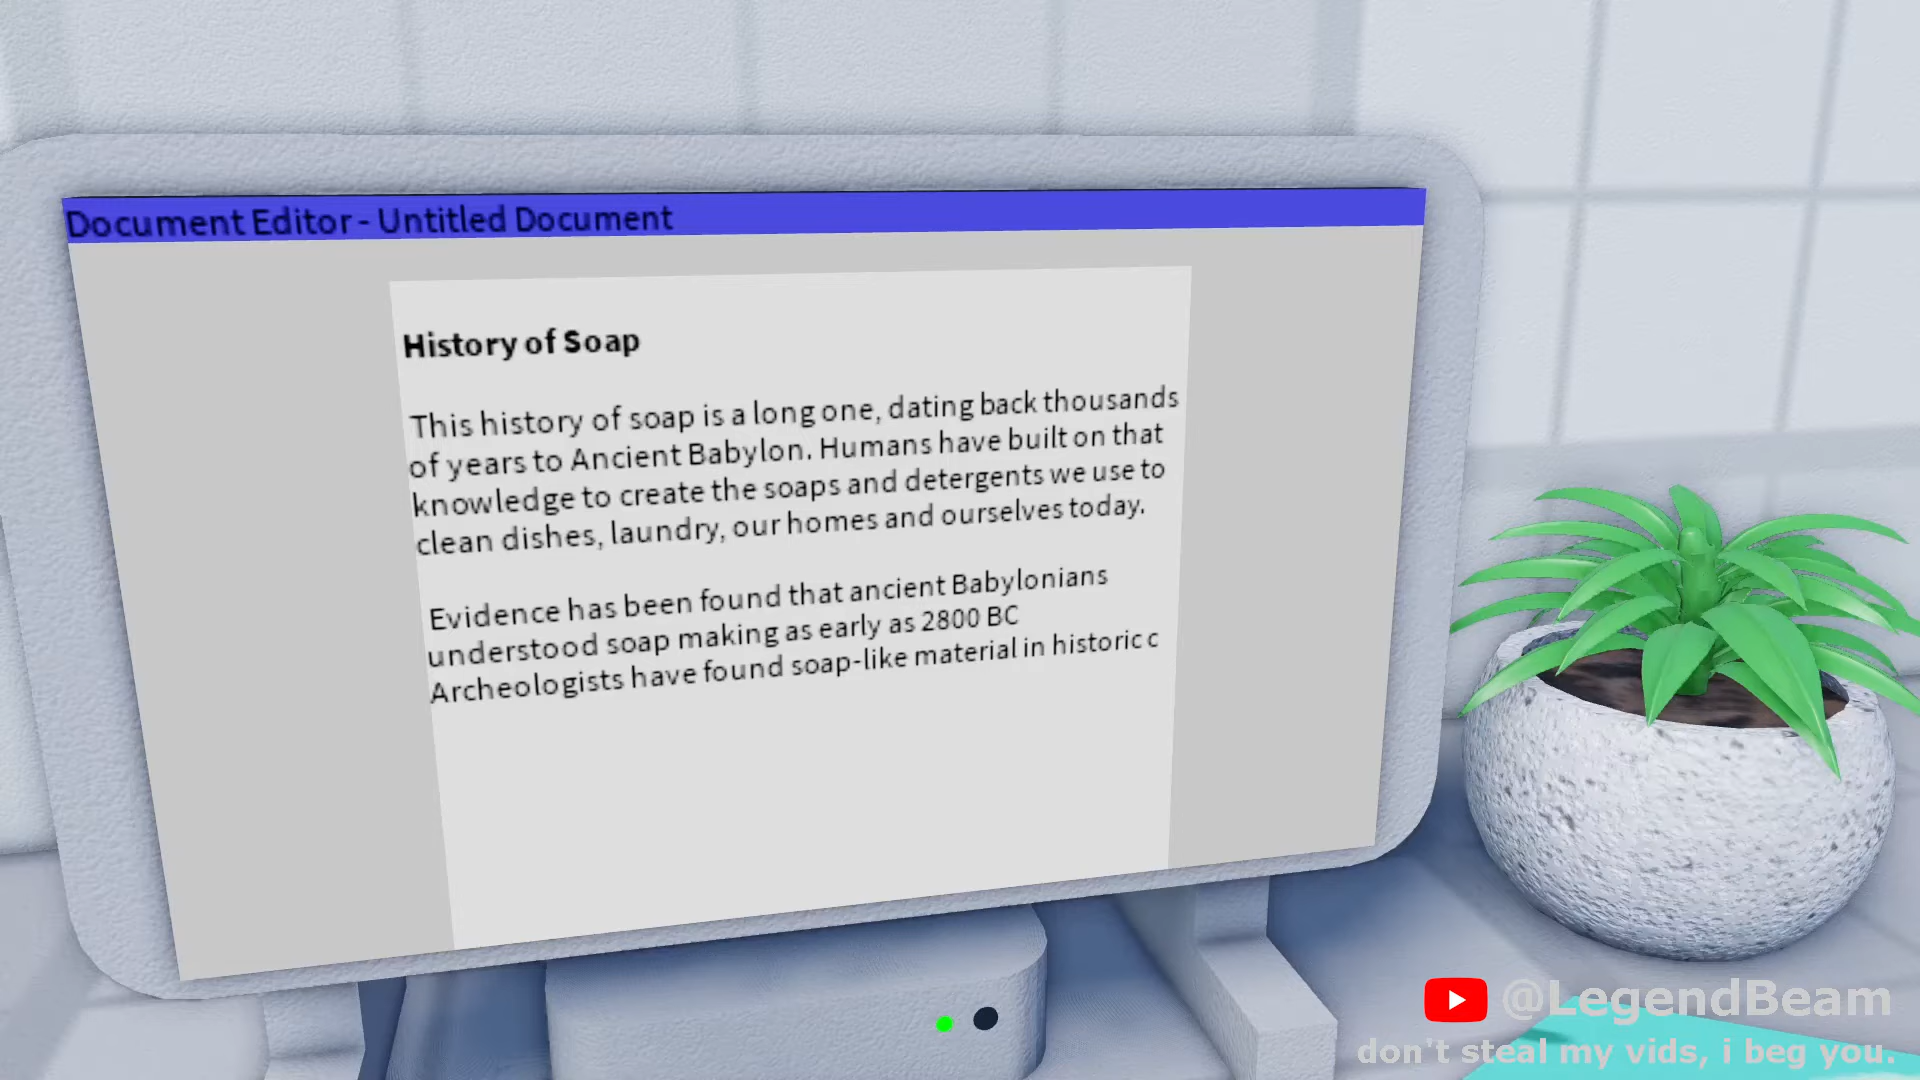 Document Editor - Untitled Document
History of Soap
This history of soap is a long one, dating back thousands
of years to Ancient Babylon. Humans have built on that
knowledge to create the soaps and detergents we use to
clean dishes, laundry, our homes and ourselves today.
Evidence has been found that ancient Babylonians
understood soap making as early as 2800 BC
Archeologists have found soap-like material in historic c
@LegendBeam
don't steal my vids, i beg you.